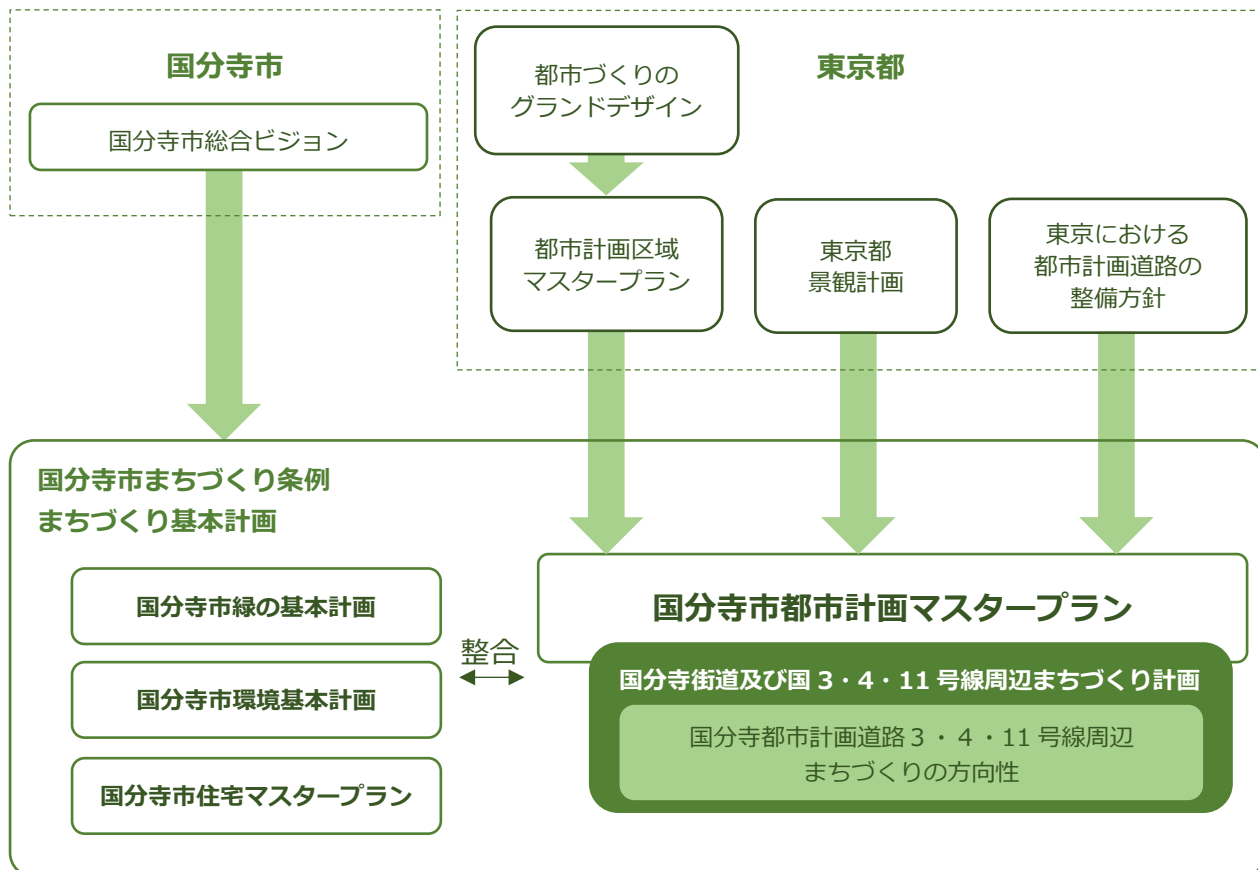 国分寺市
国分寺市総合ビジョン
東京都
都市づくりの
グランドデザイン
都市計画区域
マスタープラン
東京都
景観計画
東京における
都市計画道路の
整備方針
国分寺市まちづくり条例
まちづくり基本計画
国分寺市緑の基本計画
国分寺市環境基本計画
国分寺市住宅マスタープラン
整合
国分寺市都市計画マスタープラン
国分寺街道及び国 3・4・11 号線周辺まちづくり計画
国分寺都市計画道路３・４・11 号線周辺
まちづくりの方向性